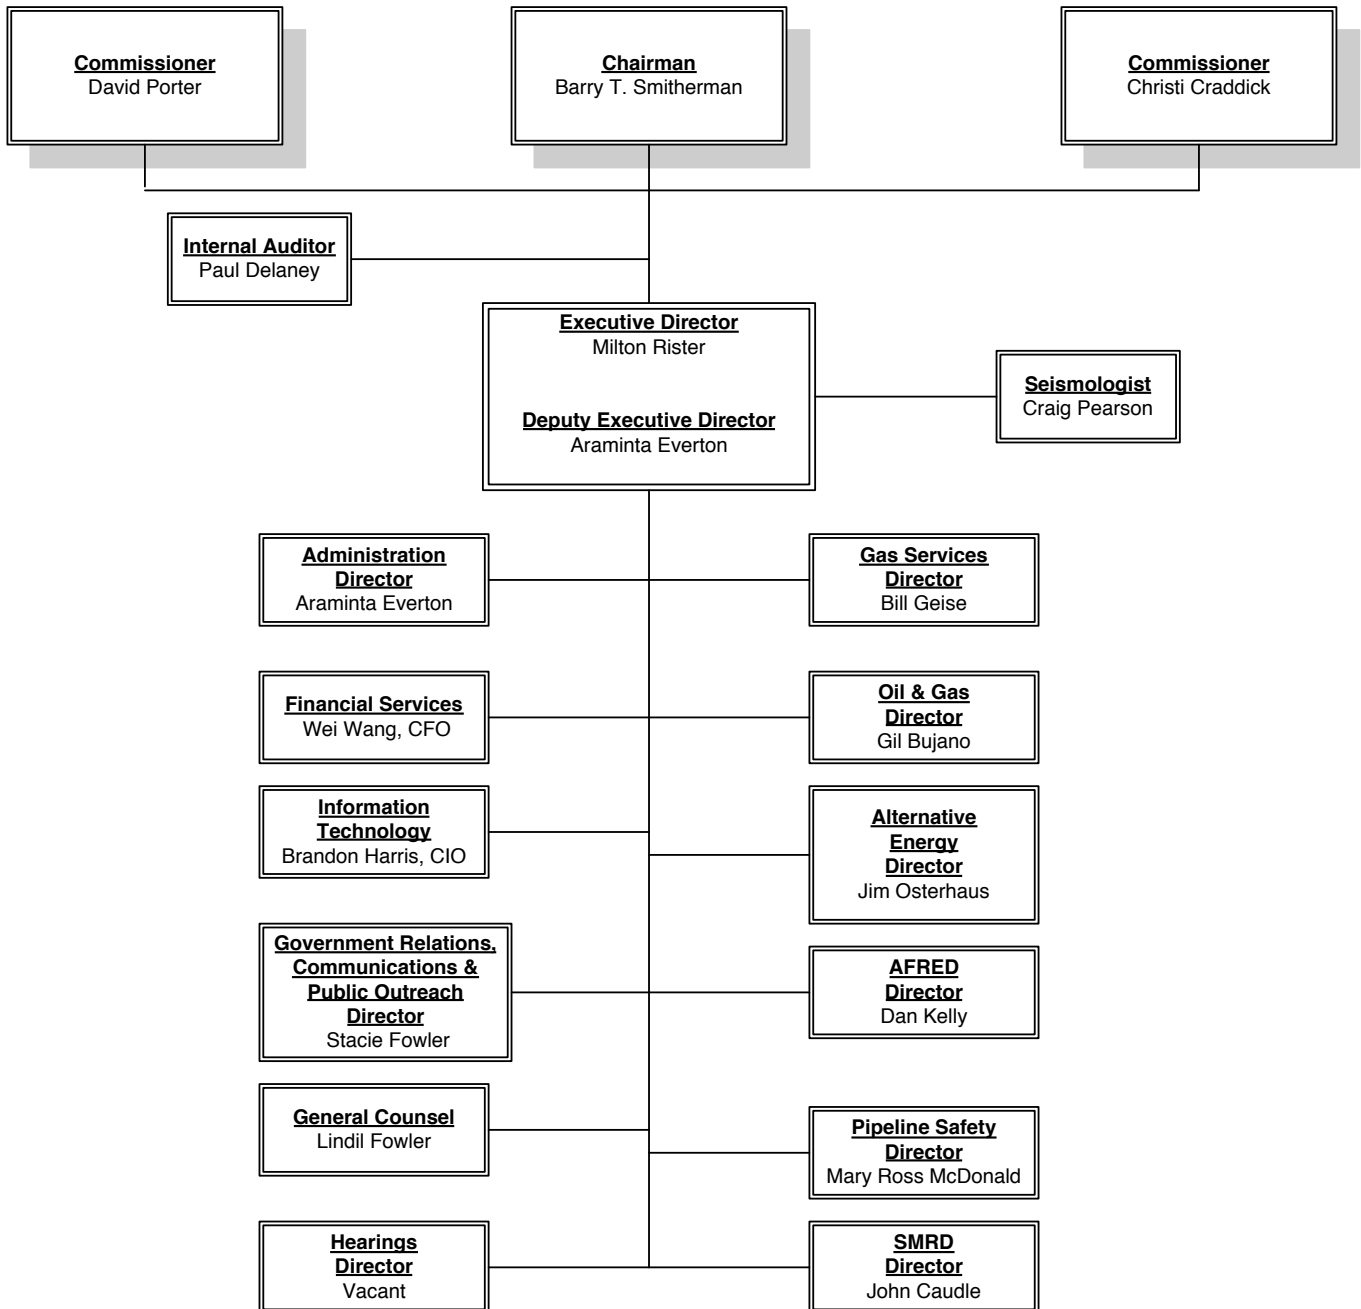 Commissioner
David Porter
Chairman
Barry T. Smitherman
Commissioner
Christi Craddick
Internal Auditor
Paul Delaney
Executive Director
Milton Rister
Deputy Executive Director
Araminta Everton
Seismologist
Craig Pearson
Administration
Director
Araminta Everton
Gas Services
Director
Bill Geise
Financial Services
Wei Wang, CFO
Oil & Gas
Director
Gil Bujano
Information
Technology
Brandon Harris, CIO
Alternative
Energy
Director
Jim Osterhaus
Government Relations,
Communications &
Public Outreach
Director
Stacie Fowler
AFRED
Director
Dan Kelly
General Counsel
Lindil Fowler
Pipeline Safety
Director
Mary Ross McDonald
Hearings
Director
Vacant
SMRD
Director
John Caudle